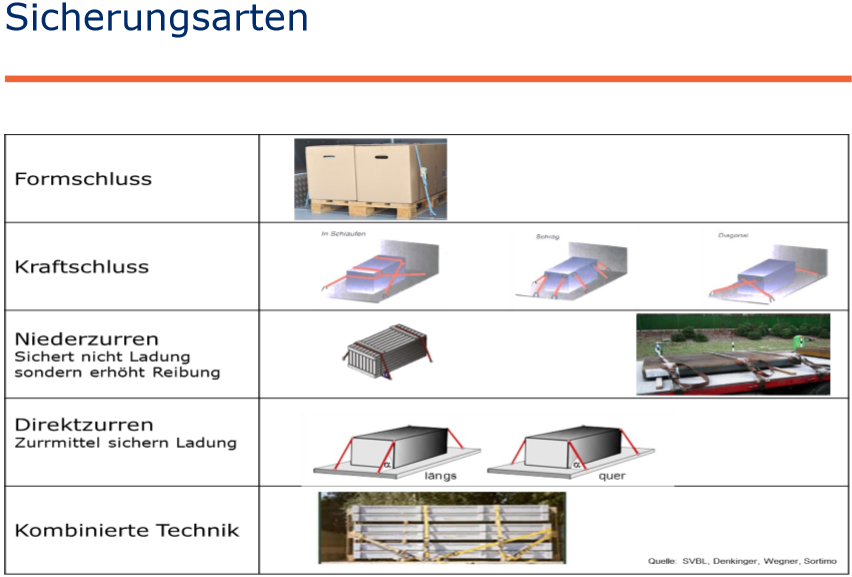 Sicherungsarten
Formschluss
Kraftschluss
In Schlaufen
Schräg
Diagonal
Niederzurren
Sichert nicht Ladung
sondern erhöht Reibung
Direktzurren
Zurrmittel sichern Ladung
α
längs
α
quer
Kombinierte Technik
Quelle: SVBL, Denkinger, Wegner, Sortimo